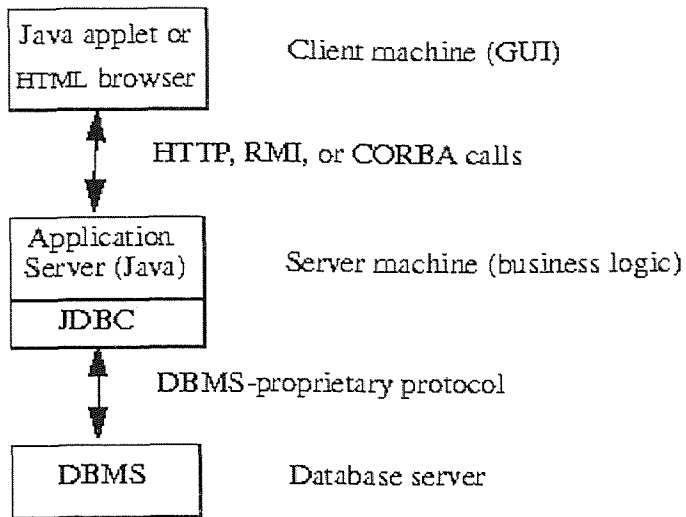 Java applet or
HTML browser
Client machine (GUI)
HTTP, RMI, or CORBA calls
Application
Server (Java)
Server machine (business logic)
JDBC
DBMS-proprietary protocol
DBMS
Database server